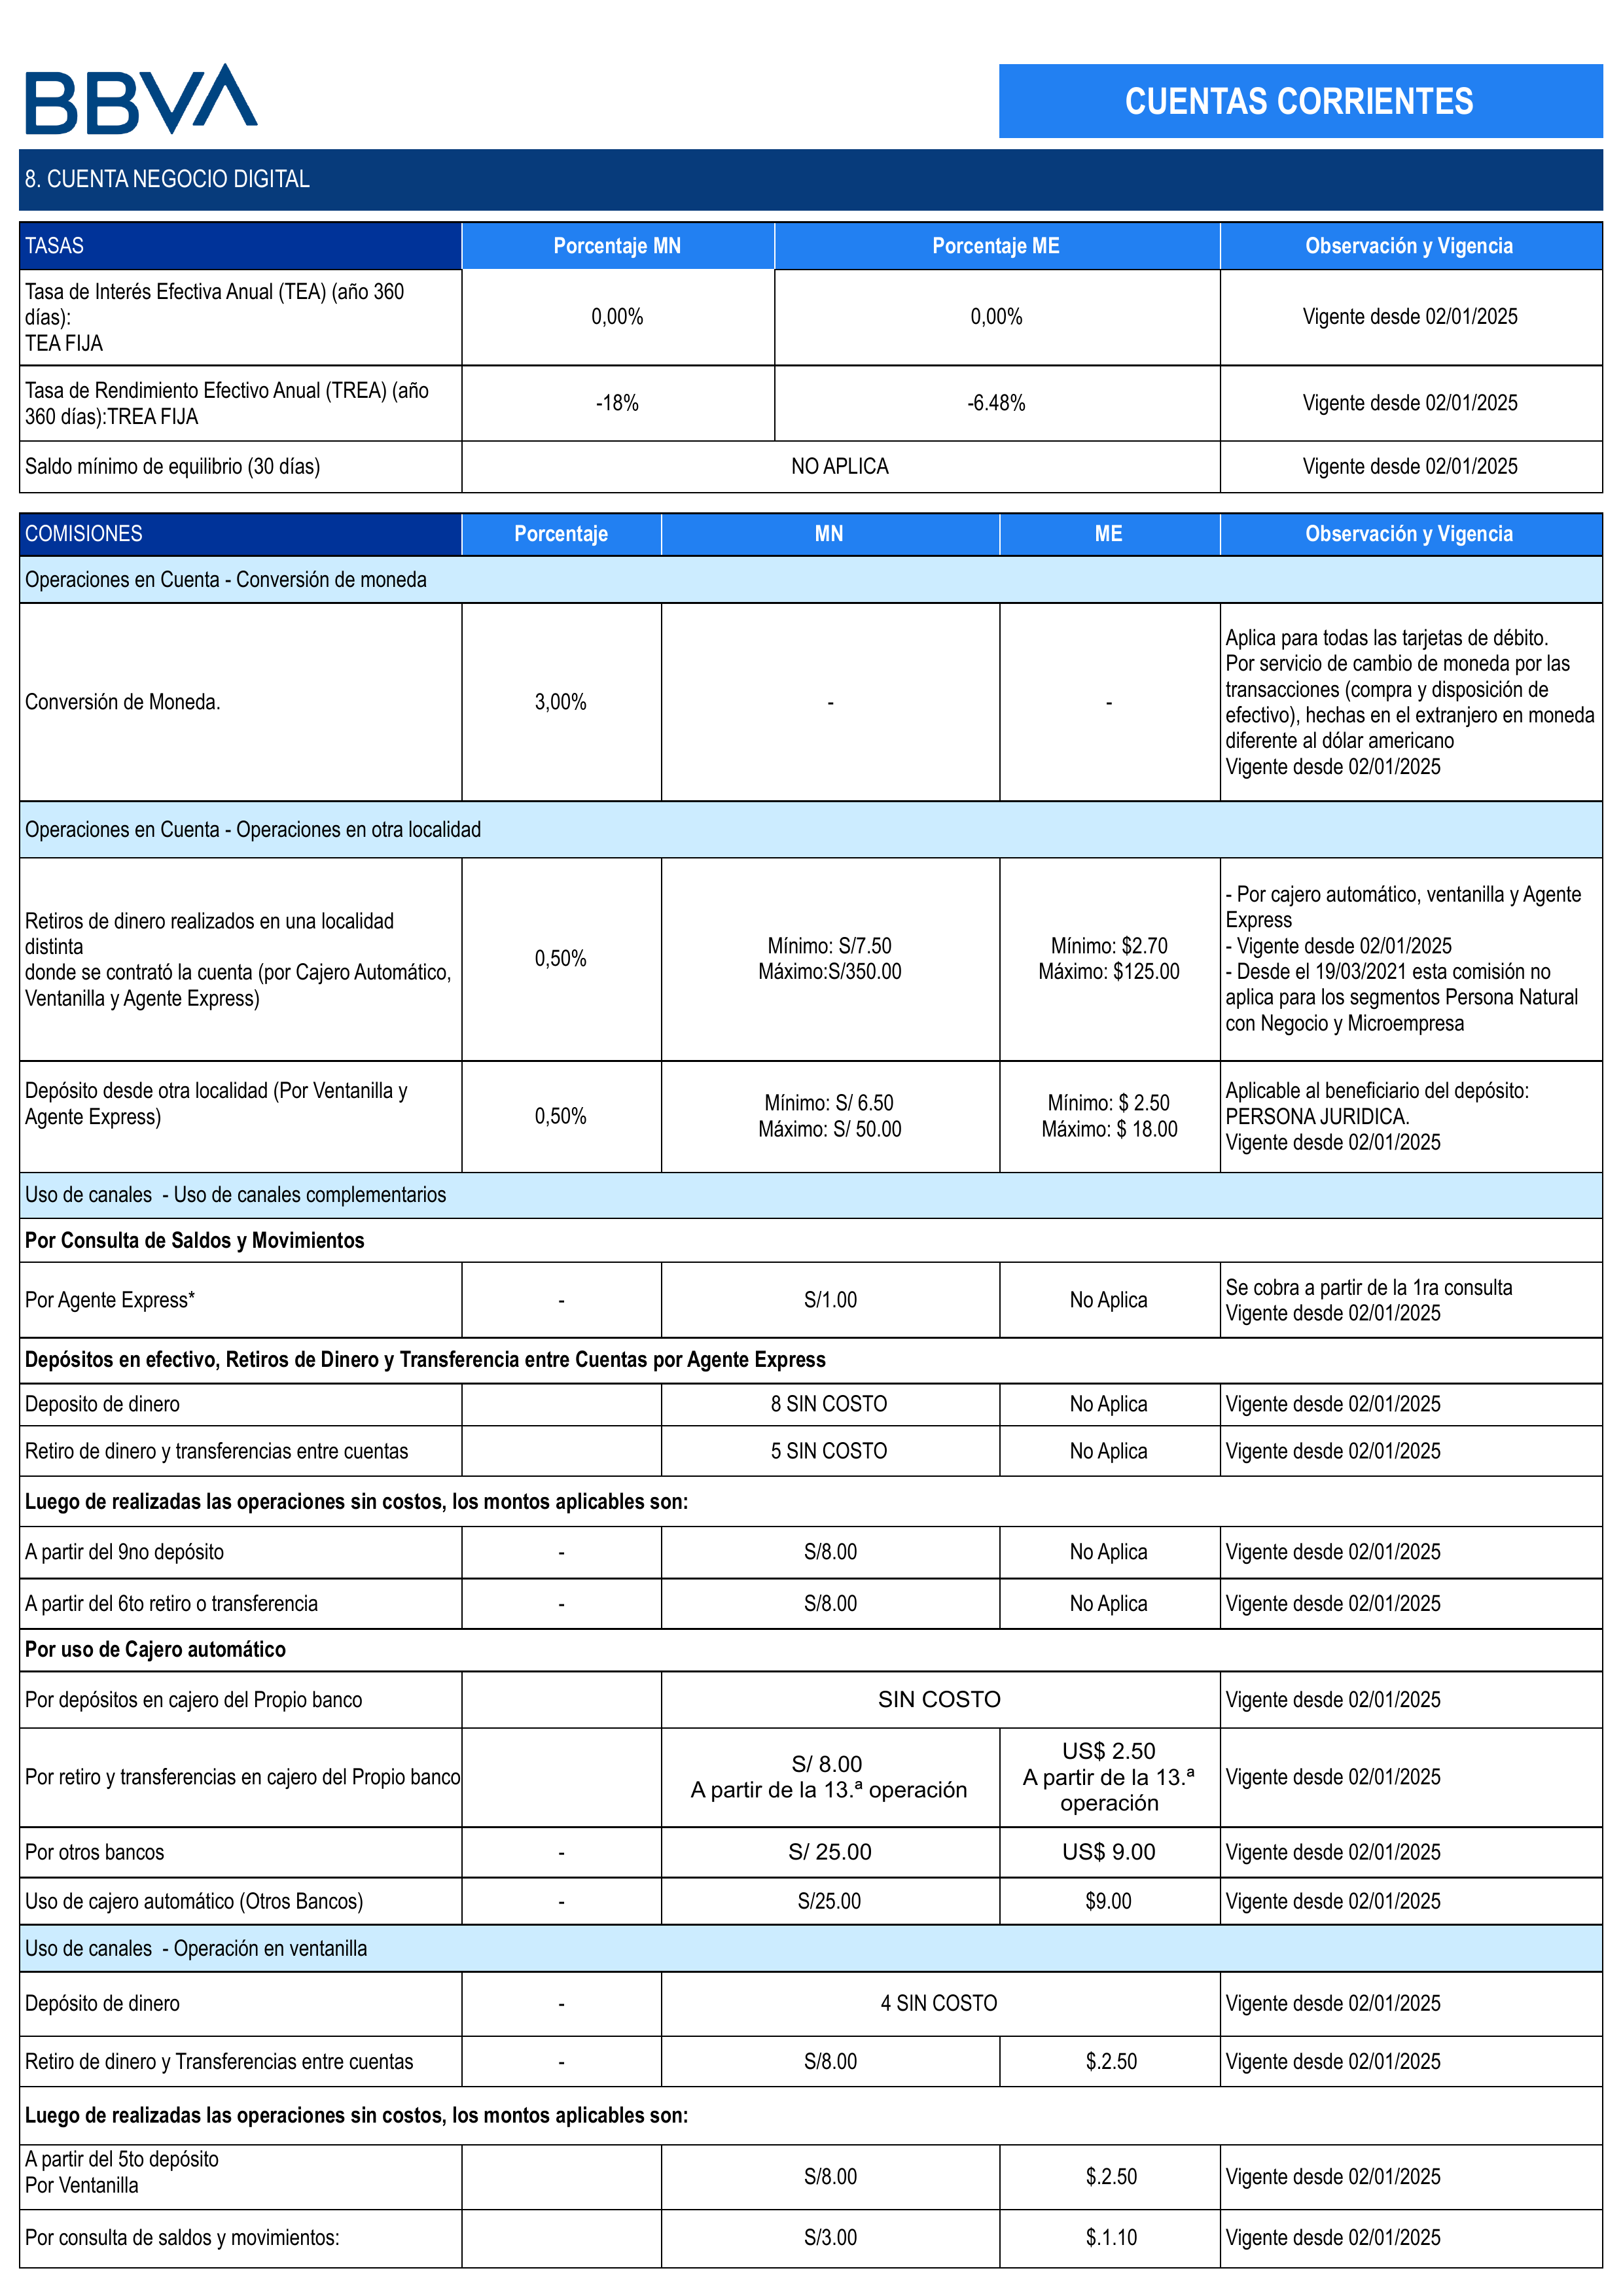 BBVA
CUENTAS CORRIENTES
8. CUENTA NEGOCIO DIGITAL
TASAS Porcentaje MN Porcentaje ME Observación y Vigencia
Tasa de Interés Efectiva Anual (TEA) (año 360
días):
TEA FIJA
0,00% 0,00% Vigente desde 02/01/2025
Tasa de Rendimiento Efectivo Anual (TREA) (año
360 días):TREA FIJA
-18% -6.48% Vigente desde 02/01/2025
Saldo mínimo de equilibrio (30 días) NO APLICA Vigente desde 02/01/2025
COMISIONES Porcentaje MN ME Observación y Vigencia
Operaciones en Cuenta - Conversión de moneda
Conversión de Moneda. 3,00% - -
Aplica para todas las tarjetas de débito.
Por servicio de cambio de moneda por las
transacciones (compra y disposición de
efectivo), hechas en el extranjero en moneda
diferente al dólar americano
Vigente desde 02/01/2025
Operaciones en Cuenta - Operaciones en otra localidad
Retiros de dinero realizados en una localidad
distinta
donde se contrató la cuenta (por Cajero Automático,
Ventanilla y Agente Express)
0,50%
Mínimo: S/7.50
Máximo:S/350.00
Mínimo: $2.70
Máximo: $125.00
- Por cajero automático, ventanilla y Agente
Express
- Vigente desde 02/01/2025
- Desde el 19/03/2021 esta comisión no
aplica para los segmentos Persona Natural
con Negocio y Microempresa
Depósito desde otra localidad (Por Ventanilla y
Agente Express)
0,50%
Mínimo: S/ 6.50
Máximo: S/ 50.00
Mínimo: $ 2.50
Máximo: $ 18.00
Aplicable al beneficiario del depósito:
PERSONA JURIDICA.
Vigente desde 02/01/2025
Uso de canales  - Uso de canales complementarios
Por Consulta de Saldos y Movimientos
Por Agente Express* - S/1.00 No Aplica
Se cobra a partir de la 1ra consulta
Vigente desde 02/01/2025
Depósitos en efectivo, Retiros de Dinero y Transferencia entre Cuentas por Agente Express
Deposito de dinero 8 SIN COSTO No Aplica Vigente desde 02/01/2025
Retiro de dinero y transferencias entre cuentas 5 SIN COSTO No Aplica Vigente desde 02/01/2025
Luego de realizadas las operaciones sin costos, los montos aplicables son:
A partir del 9no depósito - S/8.00 No Aplica Vigente desde 02/01/2025
A partir del 6to retiro o transferencia - S/8.00 No Aplica Vigente desde 02/01/2025
Por uso de Cajero automático
Por depósitos en cajero del Propio banco SIN COSTO Vigente desde 02/01/2025
Por retiro y transferencias en cajero del Propio banco
S/ 8.00
A partir de la 13.ª operación
US$ 2.50
A partir de la 13.ª
operación
Vigente desde 02/01/2025
Por otros bancos - S/ 25.00 US$ 9.00 Vigente desde 02/01/2025
Uso de cajero automático (Otros Bancos) - S/25.00 $9.00 Vigente desde 02/01/2025
Uso de canales  - Operación en ventanilla
Depósito de dinero - 4 SIN COSTO Vigente desde 02/01/2025
Retiro de dinero y Transferencias entre cuentas - S/8.00 $.2.50 Vigente desde 02/01/2025
Luego de realizadas las operaciones sin costos, los montos aplicables son:
A partir del 5to depósito
Por Ventanilla
S/8.00 $.2.50 Vigente desde 02/01/2025
Por consulta de saldos y movimientos: S/3.00 $.1.10 Vigente desde 02/01/2025